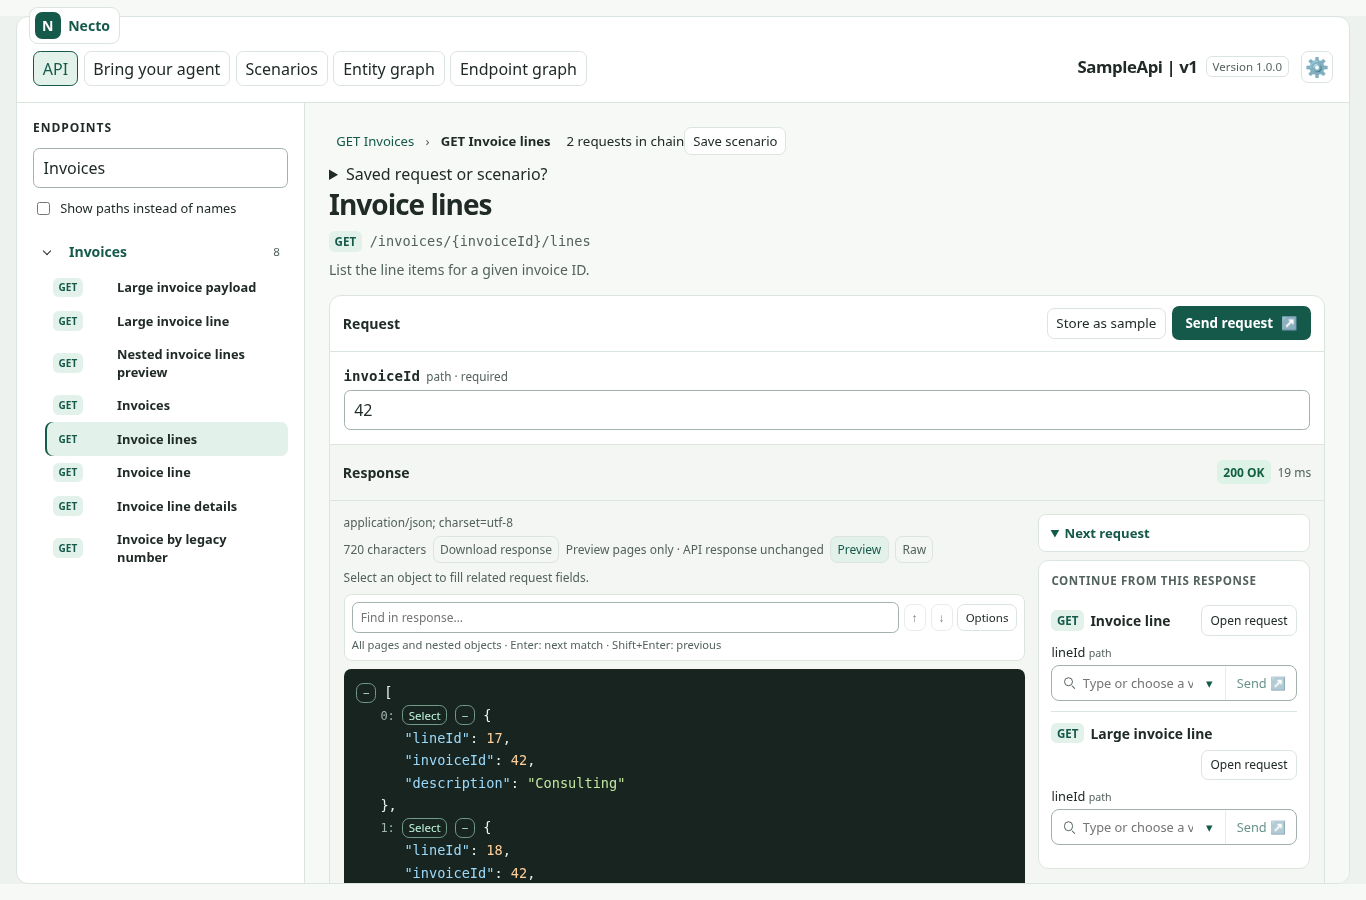 N Necto
API Bring your agent Scenarios Entity graph Endpoint graph
SampleApi | v1 Version 1.0.0
ENDPOINTS
Invoices
Show paths instead of names
Invoices 8
GET Large invoice payload
GET Large invoice line
GET Nested invoice lines
preview
GET Invoices
GET Invoice lines
GET Invoice line
GET Invoice line details
GET Invoice by legacy
number
GET Invoices › GET Invoice lines 2 requests in chain Save scenario
▶ Saved request or scenario?
Invoice lines
GET /invoices/{invoiceId}/lines
List the line items for a given invoice ID.
Request Store as sample Send request ↗
invoiceId path · required
42
Response 200 OK 19 ms
application/json; charset=utf-8
720 characters Download response Preview pages only · API response unchanged Preview Raw
Select an object to fill related request fields.
Find in response... ↑ ↓ Options
All pages and nested objects · Enter: next match · Shift+Enter: previous
− [
0: Select − {
"lineId": 17,
"invoiceId": 42,
"description": "Consulting"
},
1: Select − {
"lineId": 18,
"invoiceId": 42,
▼ Next request
CONTINUE FROM THIS RESPONSE
GET Invoice line Open request
lineId path
Type or choose a v ▼ Send ↗
GET Large invoice line
Open request
lineId path
Type or choose a v ▼ Send ↗